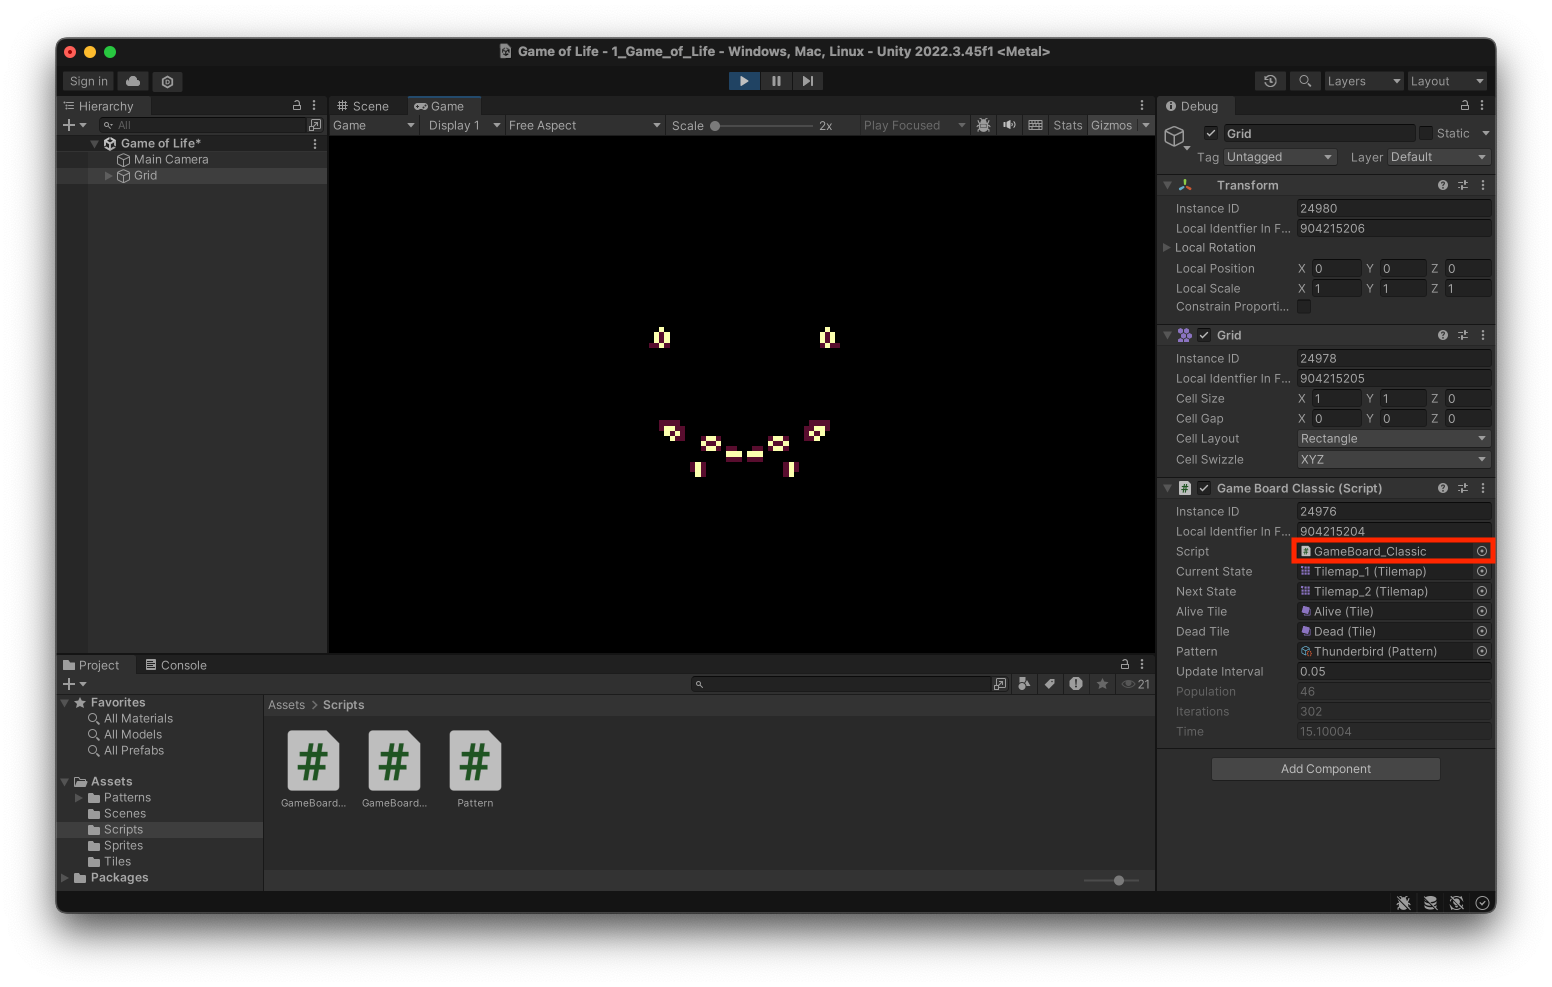 Game of Life - 1_Game_of_Life - Windows, Mac, Linux - Unity 2022.3.45f1 <Metal>
Sign in
Layers
Layout
Hierarchy
All
Game of Life*
Main Camera
Grid
Scene
Game
Game
Display 1
Free Aspect
Scale
2x
Play Focused
Stats
Gizmos
Debug
Grid
Static
Tag
Untagged
Layer
Default
Transform
Instance ID
24980
Local Identfier In F...
904215206
Local Rotation
Local Position
X 0 Y 0 Z 0
Local Scale
X 1 Y 1 Z 1
Constrain Proporti...
Grid
Instance ID
24978
Local Identfier In F...
904215205
Cell Size
X 1 Y 1 Z 0
Cell Gap
X 0 Y 0 Z 0
Cell Layout
Rectangle
Cell Swizzle
XYZ
# Game Board Classic (Script)
Instance ID
24976
Local Identfier In F...
904215204
Script
GameBoard_Classic
Current State
Tilemap_1 (Tilemap)
Next State
Tilemap_2 (Tilemap)
Alive Tile
Alive (Tile)
Dead Tile
Dead (Tile)
Pattern
Thunderbird (Pattern)
Update Interval
0.05
Population
46
Iterations
302
Time
15.10004
Add Component
Project
Console
21
Favorites
All Materials
All Models
All Prefabs
Assets
Patterns
Scenes
Scripts
Sprites
Tiles
Packages
Assets > Scripts
# # #
GameBoard...
GameBoard...
Pattern